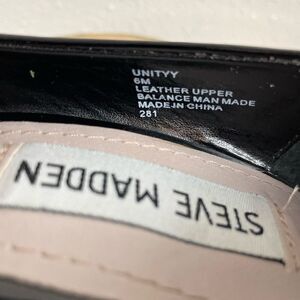 UNITYY
6M
LEATHER UPPER
BALANCE MAN MADE
MADE IN CHINA
281
STEVE MADDEN